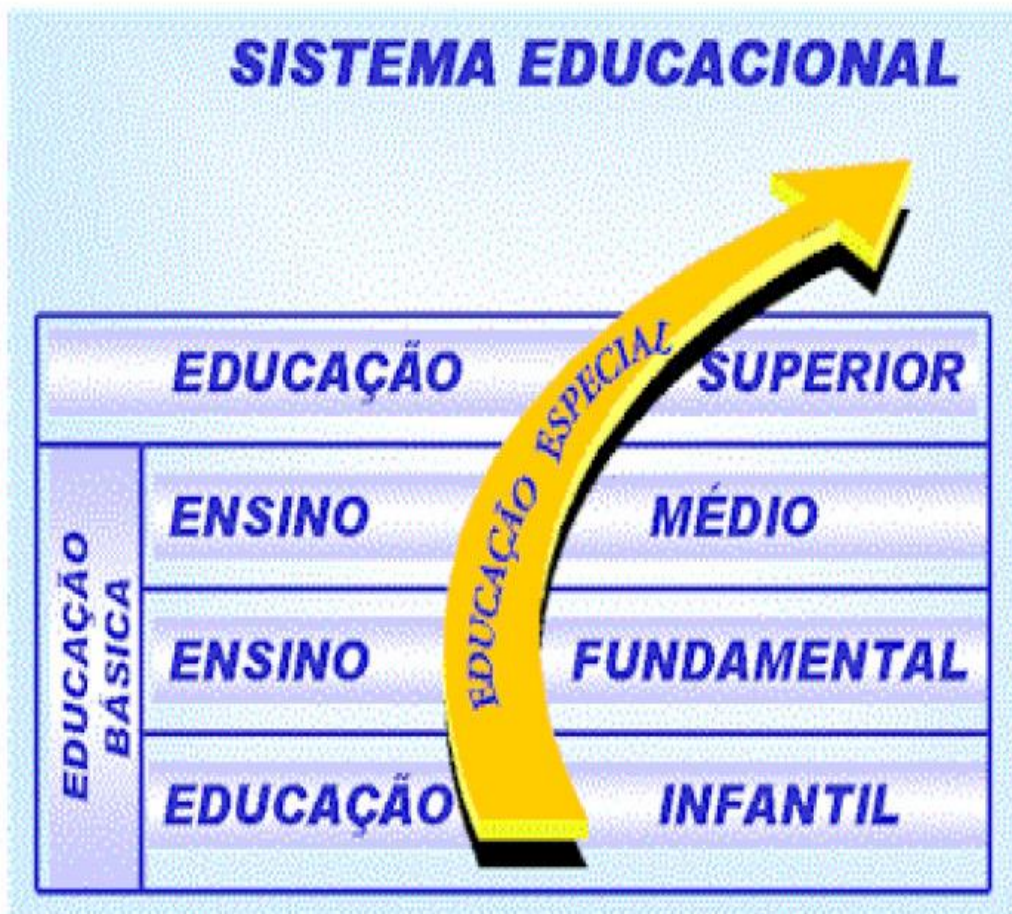 SISTEMA EDUCACIONAL
EDUCAÇÃO SUPERIOR
EDUCAÇÃO
BÁSICA
ENSINO MÉDIO
ENSINO FUNDAMENTAL
EDUCAÇÃO INFANTIL
EDUCAÇÃO ESPECIAL